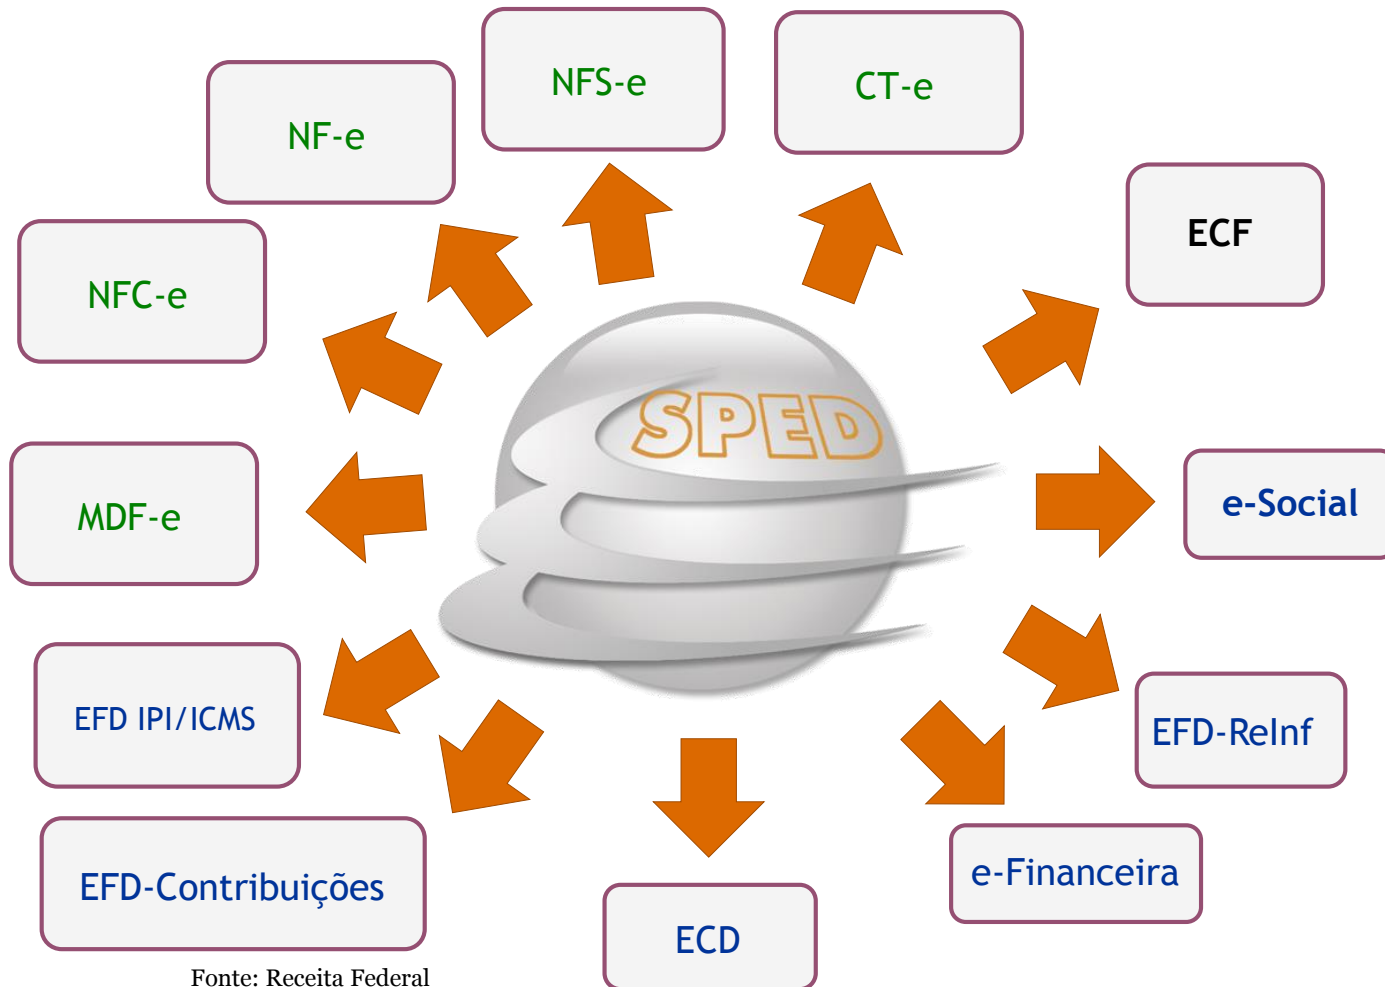 NFS-e
CT-e
NF-e
ECF
NFC-e
SPED
e-Social
MDF-e
EFD IPI/ICMS
EFD-ReInf
e-Financeira
EFD-Contribuições
ECD
Fonte: Receita Federal